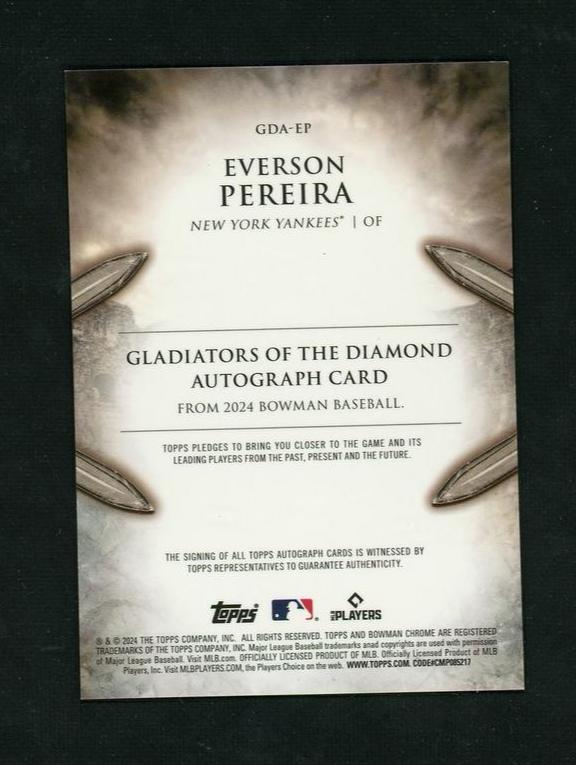 GDA-EP
EVERSON
PEREIRA
NEW YORK YANKEES® | OF
GLADIATORS OF THE DIAMOND
AUTOGRAPH CARD
FROM 2024 BOWMAN BASEBALL.
TOPPS PLEDGES TO BRING YOU CLOSER TO THE GAME AND ITS
LEADING PLAYERS FROM THE PAST, PRESENT AND THE FUTURE.
THE SIGNING OF ALL TOPPS AUTOGRAPH CARDS IS WITNESSED BY
TOPPS REPRESENTATIVES TO GUARANTEE AUTHENTICITY.
Topps PLAYERS
® & © 2024 THE TOPPS COMPANY, INC. ALL RIGHTS RESERVED. TOPPS AND BOWMAN CHROME ARE REGISTERED
TRADEMARKS OF THE TOPPS COMPANY, INC. Major League Baseball trademarks anad copyrights are used with permission
of Major League Baseball. Visit MLB.com. OFFICIALLY LICENSED PRODUCT OF MLB. Officially Licensed Product of MLB
Players, Inc. Visit MLBPLAYERS.COM, the Players Choice on the web. WWW.TOPPS.COM. CODE#CMP085217